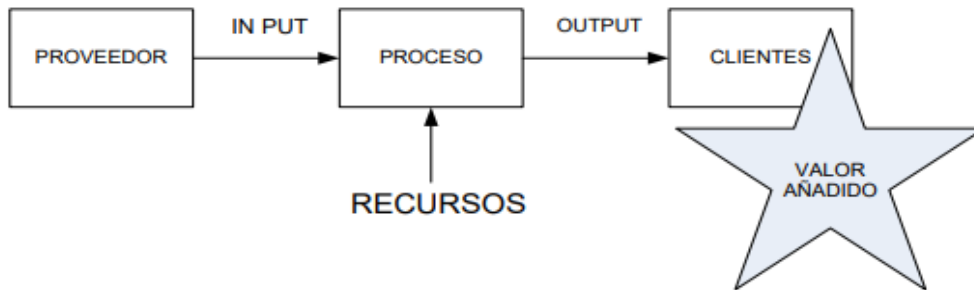 PROVEEDOR
IN PUT
PROCESO
OUTPUT
CLIENTES
RECURSOS
VALOR
AÑADIDO